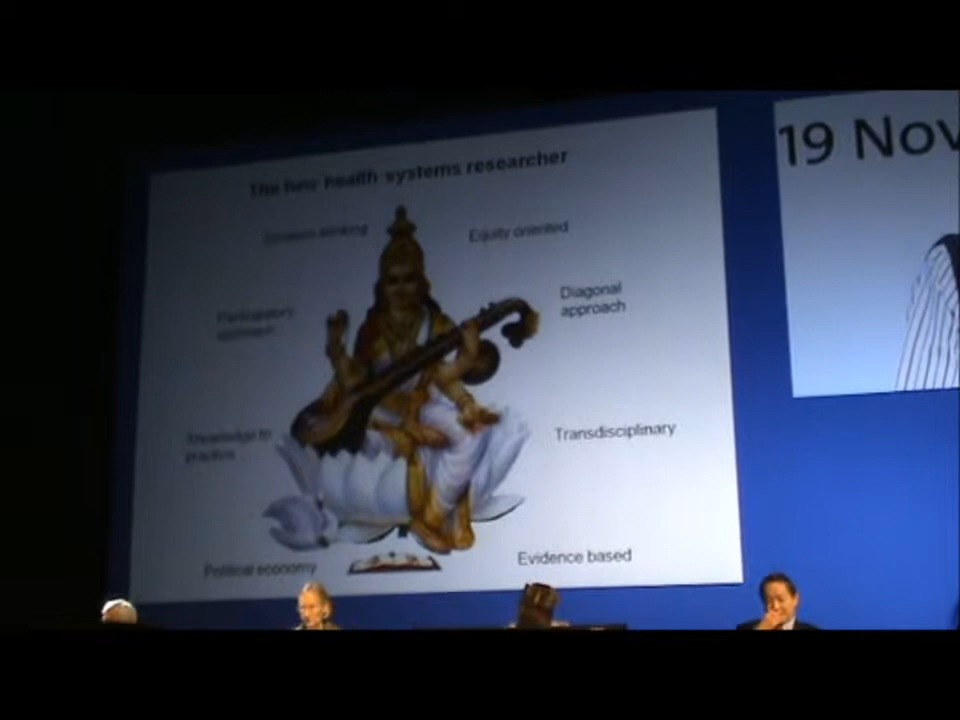 The new health systems researcher
Systems thinking
Equity oriented
Participatory
approach
Diagonal
approach
Knowledge to
practice
Transdisciplinary
Political economy
Evidence based
19 Nov